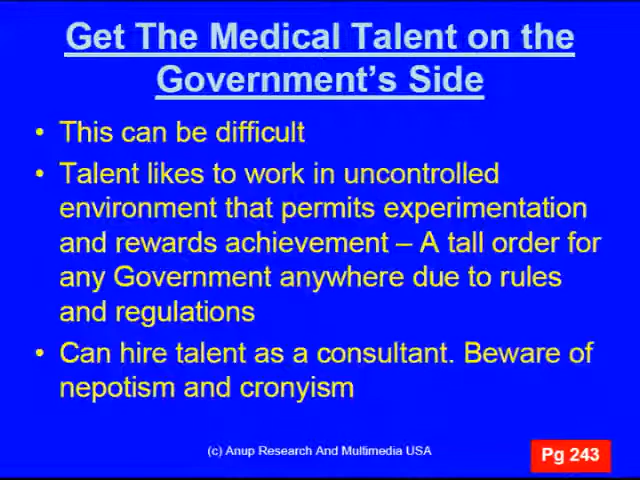 Get The Medical Talent on the
Government's Side
• This can be difficult
• Talent likes to work in uncontrolled
environment that permits experimentation
and rewards achievement – A tall order for
any Government anywhere due to rules
and regulations
• Can hire talent as a consultant. Beware of
nepotism and cronyism
(c) Anup Research And Multimedia USA
Pg 243